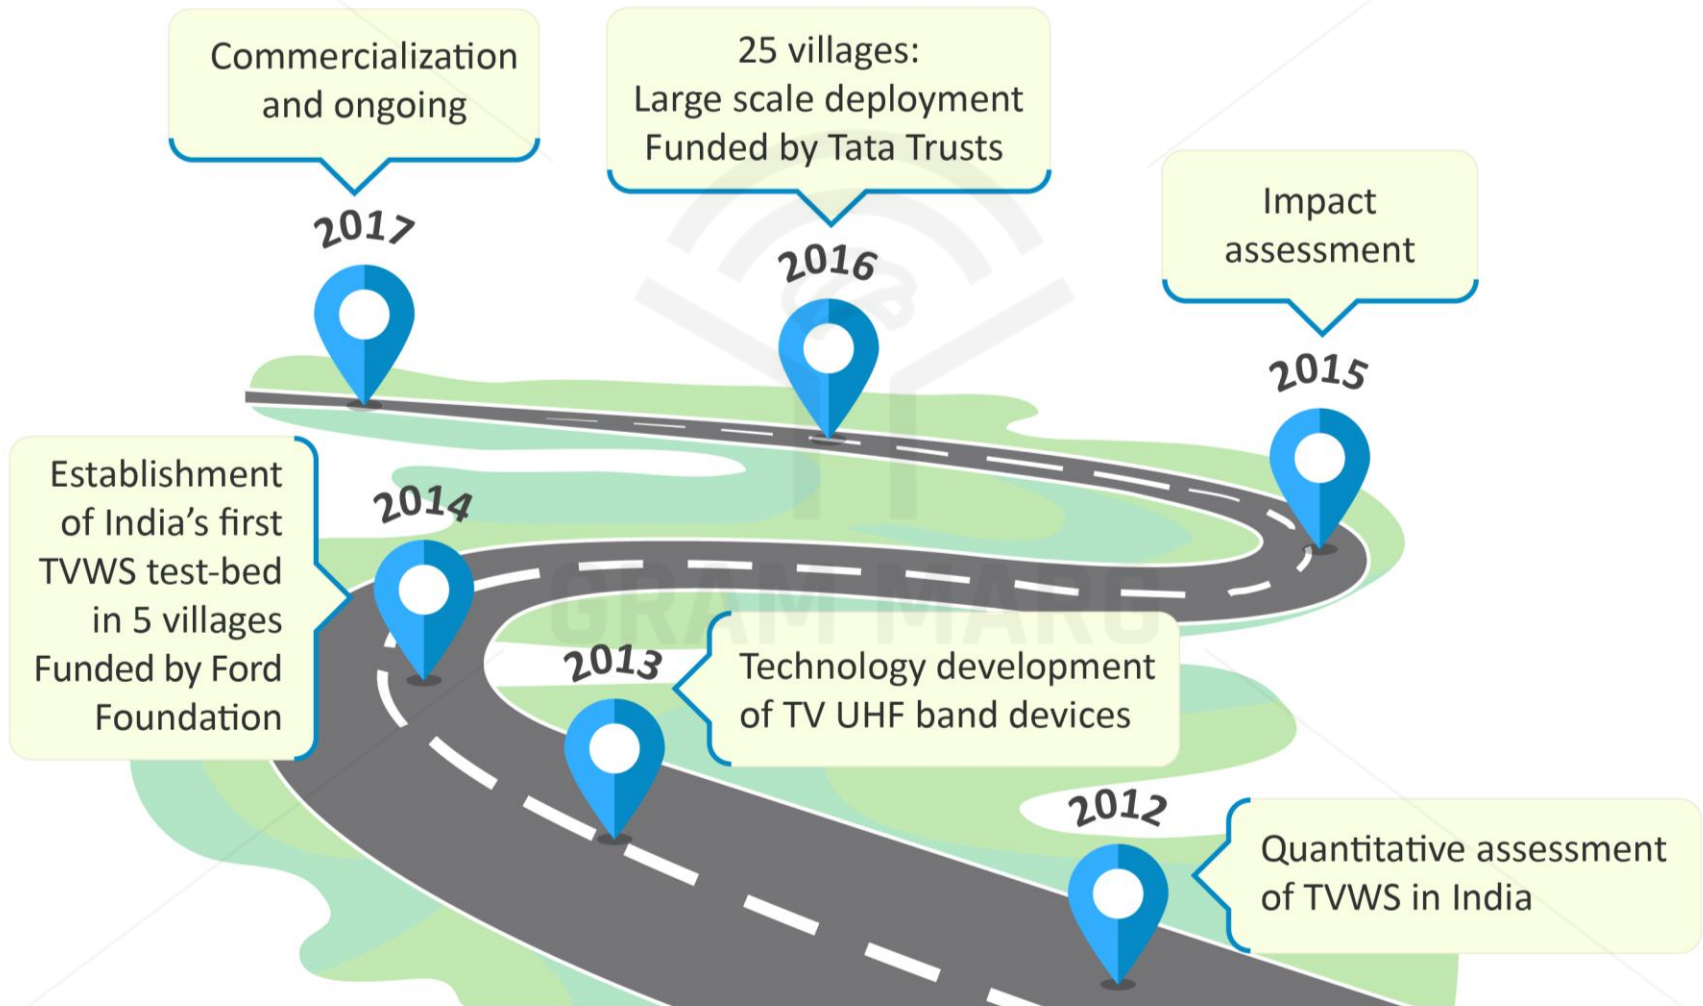 Commercialization
and ongoing
2017
25 villages:
Large scale deployment
Funded by Tata Trusts
2016
Impact
assessment
2015
Establishment
of India’s first
TVWS test-bed
in 5 villages
Funded by Ford
Foundation
2014
GRAM MARG
2013
Technology development
of TV UHF band devices
2012
Quantitative assessment
of TVWS in India